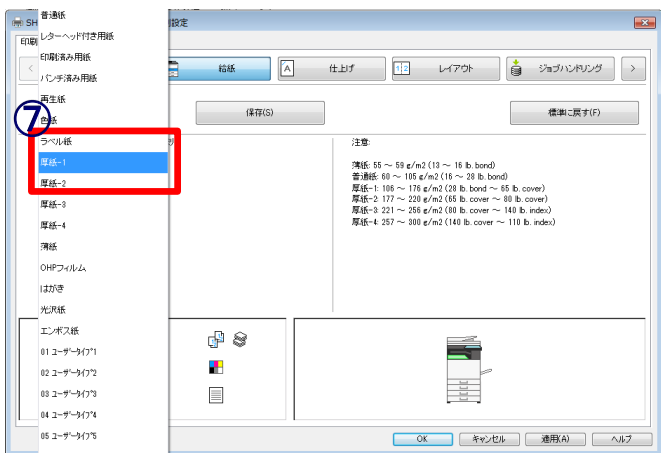 SH
設定
印刷
普通紙
レターヘッド付き用紙
印刷済み用紙
パンチ済み用紙
再生紙
色紙
ラベル紙
厚紙-1
厚紙-2
厚紙-3
厚紙-4
薄紙
OHPフィルム
はがき
光沢紙
エンボス紙
01 ユーザータイプ1
02 ユーザータイプ2
03 ユーザータイプ3
04 ユーザータイプ4
05 ユーザータイプ5
⑦
給紙
A 仕上げ
1 2 レイアウト
ジョブハンドリング
保存(S)
標準に戻す(F)
注意:
薄紙: 55 ～ 59 g/m2 (13 ～ 16 lb. bond)
普通紙: 60 ～ 105 g/m2 (16 ～ 28 lb. bond)
厚紙-1: 106 ～ 176 g/m2 (28 lb. bond ～ 65 lb. cover)
厚紙-2: 177 ～ 220 g/m2 (65 lb. cover ～ 80 lb. cover)
厚紙-3: 221 ～ 256 g/m2 (80 lb. cover ～ 140 lb. index)
厚紙-4: 257 ～ 300 g/m2 (140 lb. cover ～ 110 lb. index)
OK
キャンセル
適用(A)
ヘルプ